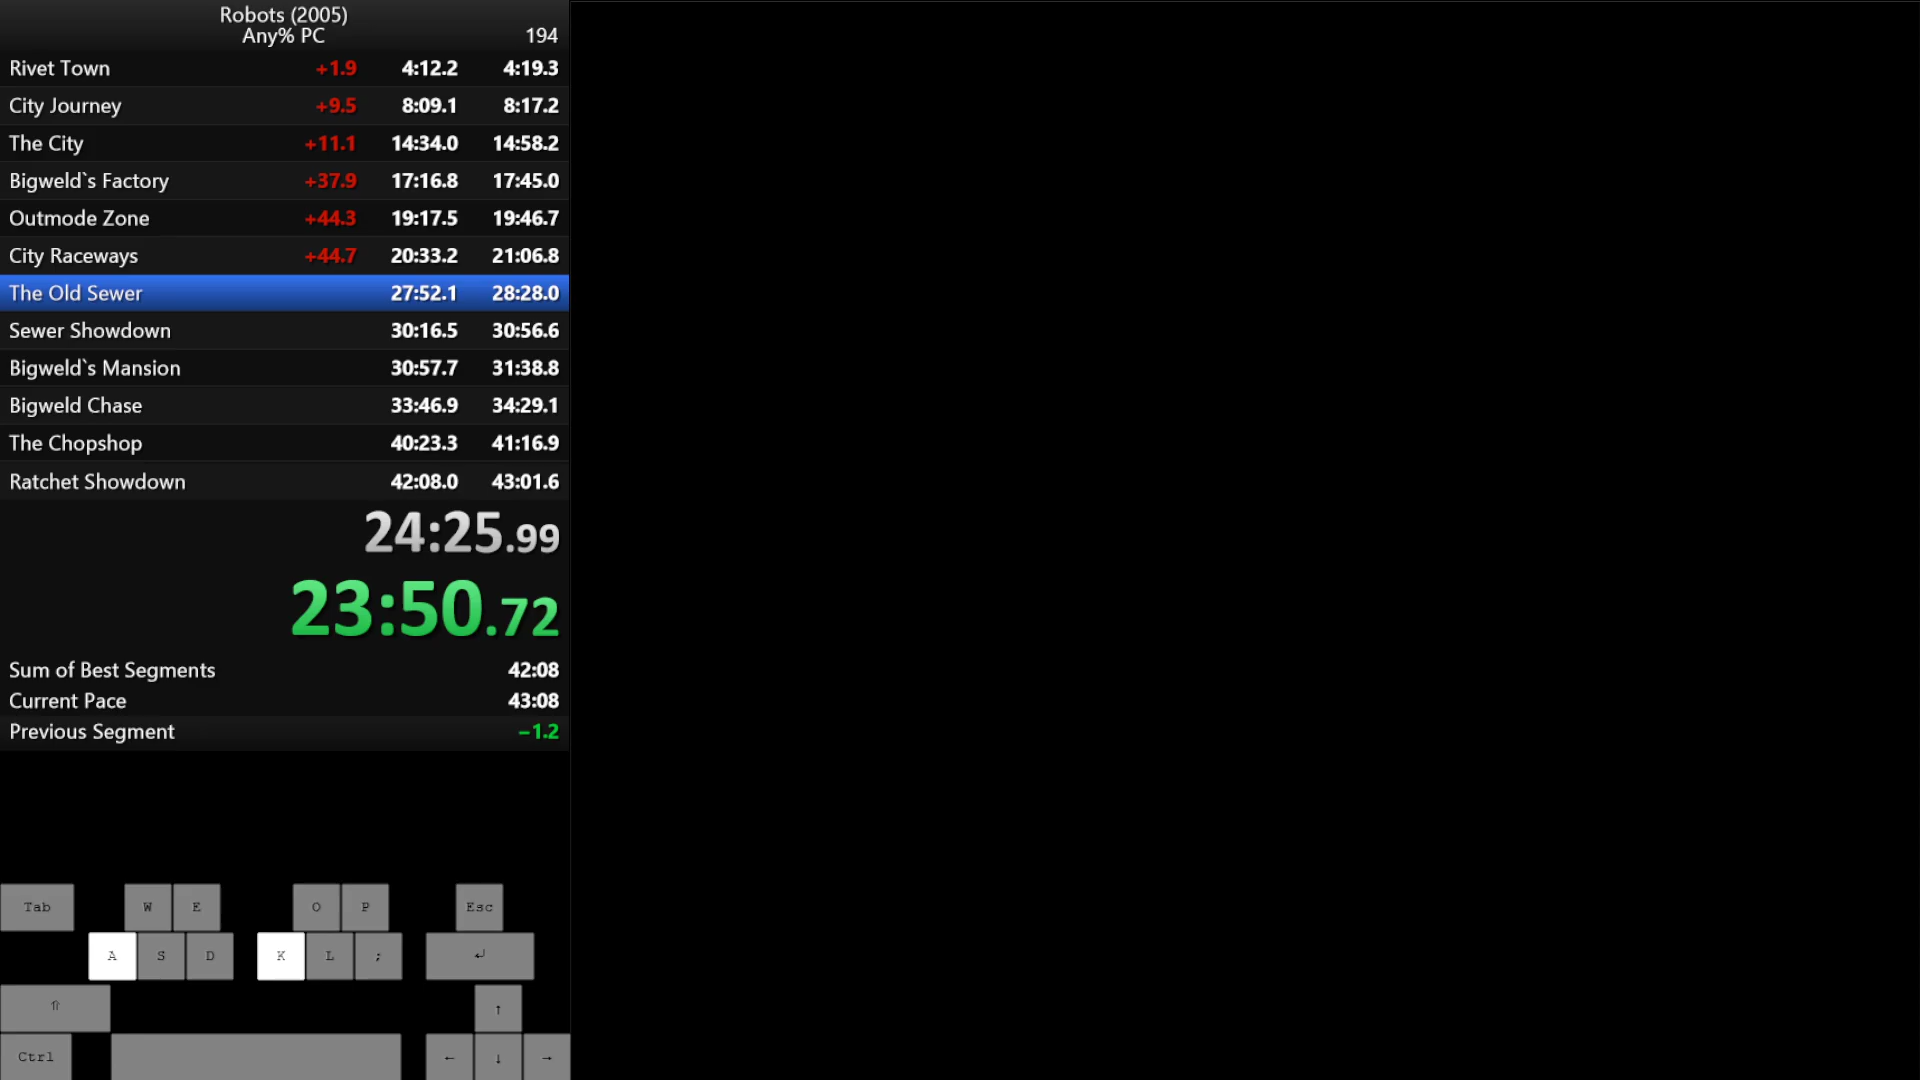 Robots (2005)
Any% PC 194
Rivet Town +1.9 4:12.2 4:19.3
City Journey +9.5 8:09.1 8:17.2
The City +11.1 14:34.0 14:58.2
Bigweld`s Factory +37.9 17:16.8 17:45.0
Outmode Zone +44.3 19:17.5 19:46.7
City Raceways +44.7 20:33.2 21:06.8
The Old Sewer 27:52.1 28:28.0
Sewer Showdown 30:16.5 30:56.6
Bigweld`s Mansion 30:57.7 31:38.8
Bigweld Chase 33:46.9 34:29.1
The Chopshop 40:23.3 41:16.9
Ratchet Showdown 42:08.0 43:01.6
24:25.99
23:50.72
Sum of Best Segments 42:08
Current Pace 43:08
Previous Segment −1.2
Tab W E O P Esc
A S D K L ; ↵
⇧ ↑
Ctrl ← ↓ →